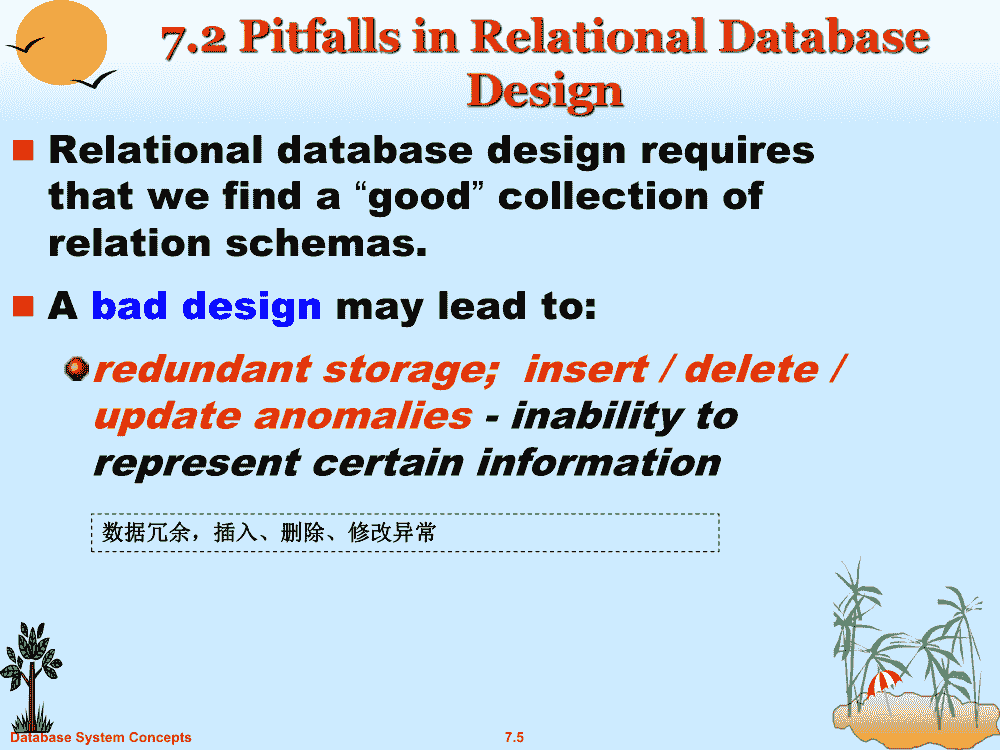 7.2 Pitfalls in Relational Database
Design
Relational database design requires
that we find a “good” collection of
relation schemas.
A bad design may lead to:
redundant storage;  insert / delete /
update anomalies - inability to
represent certain information
数据冗余，插入、删除、修改异常
Database System Concepts
7.5